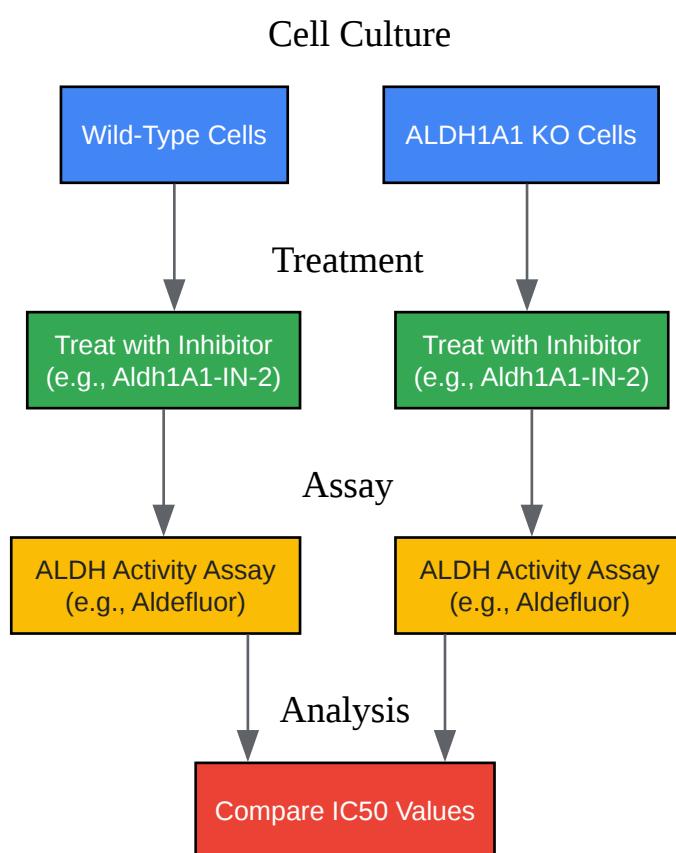 Cell Culture
Wild-Type Cells
ALDH1A1 KO Cells
Treatment
Treat with Inhibitor
(e.g., Aldh1A1-IN-2)
Treat with Inhibitor
(e.g., Aldh1A1-IN-2)
Assay
ALDH Activity Assay
(e.g., Aldefluor)
ALDH Activity Assay
(e.g., Aldefluor)
Analysis
Compare IC50 Values